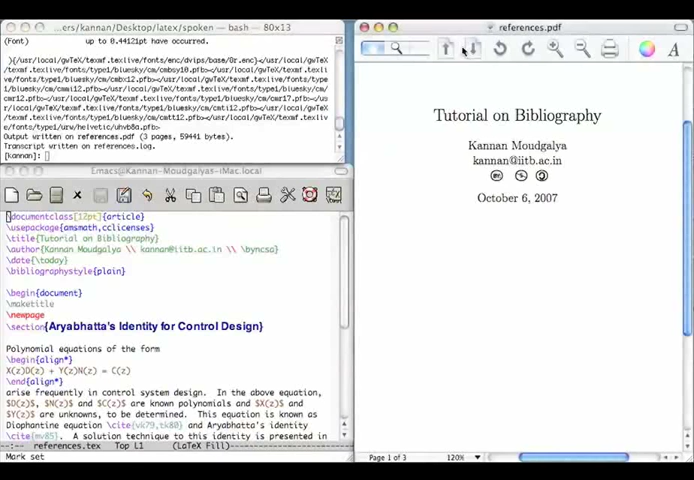 ...ers/kannan/Desktop/latex/spoken — bash — 80x13
(Font)              up to 0.44121pt have occurred.
){/usr/local/gwTeX/texmf.texlive/fonts/enc/dvips/base/8r.enc}</usr/local/gwTeX/
texmf.texlive/fonts/type1/bluesky/cm/cmbsy10.pfb></usr/local/gwTeX/texmf.texliv
e/fonts/type1/bluesky/cm/cmbx12.pfb></usr/local/gwTeX/texmf.texlive/fonts/type1
/bluesky/cm/cmmi12.pfb></usr/local/gwTeX/texmf.texlive/fonts/type1/bluesky/cm/
cmr12.pfb></usr/local/gwTeX/texmf.texlive/fonts/type1/bluesky/cm/cmr17.pfb></us
r/local/gwTeX/texmf.texlive/fonts/type1/bluesky/cm/cmti12.pfb></usr/local/gwTeX
/texmf.texlive/fonts/type1/bluesky/cm/cmtt12.pfb></usr/local/gwTeX/texmf.texliv
e/fonts/type1/urw/helvetic/uhvb8a.pfb>
Output written on references.pdf (3 pages, 59441 bytes).
Transcript written on references.log.
[kannan]:
Emacs@Kannan-Moudgalyas-iMac.local
\documentclass[12pt]{article}
\usepackage{amsmath,cclicenses}
\title{Tutorial on Bibliography}
\author{Kannan Moudgalya \\ kannan@iitb.ac.in \\ \byncsa}
\date{\today}
\bibliographystyle{plain}
\begin{document}
\maketitle
\newpage
\section{Aryabhatta's Identity for Control Design}
Polynomial equations of the form
\begin{align*}
X(z)D(z) + Y(z)N(z) = C(z)
\end{align*}
arise frequently in control system design.  In the above equation,
$D(z)$, $N(z)$ and $C(z)$ are known polynomials and $X(z)$ and
$Y(z)$ are unknowns, to be determined.  This equation is known as
Diophantine equation \cite{vk79,tk80} and Aryabhatta's identity
\cite{mv85}.  A solution technique to this identity is presented in
--:--  references.tex   Top L1    (LaTeX Fill)
Mark set
references.pdf
Tutorial on Bibliography
Kannan Moudgalya
kannan@iitb.ac.in
October 6, 2007
Page 1 of 3
120%